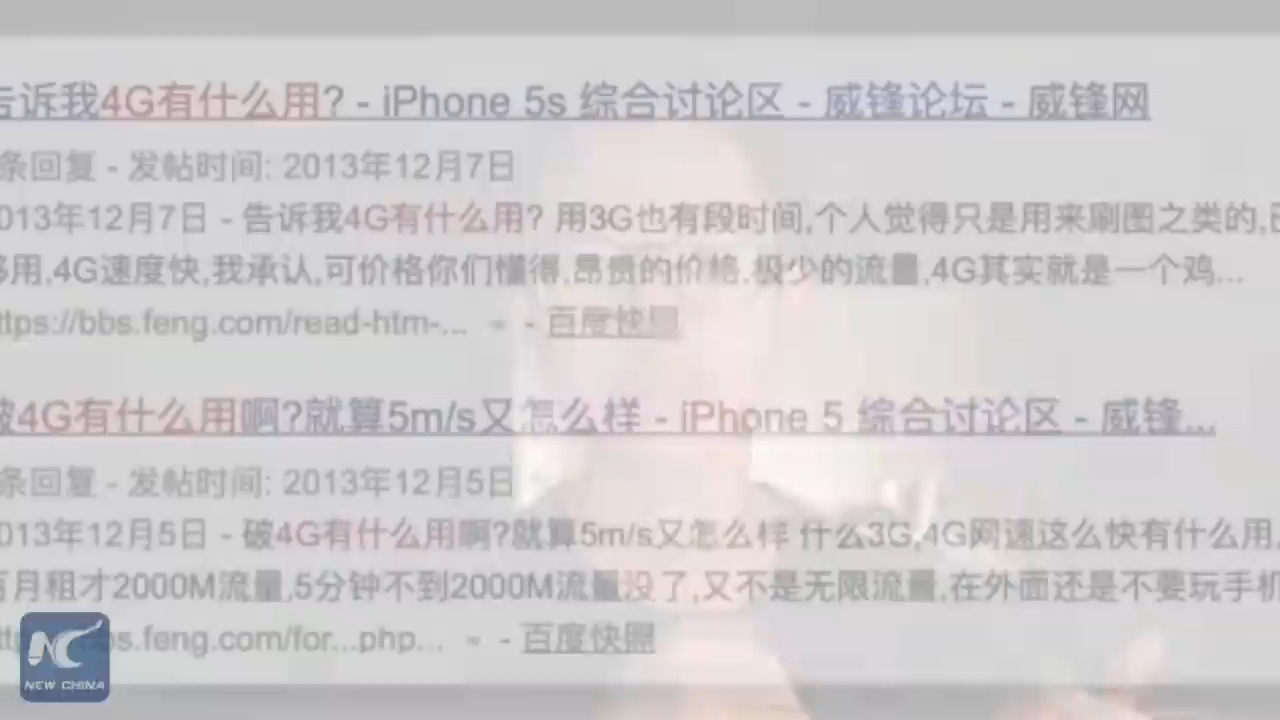 告诉我4G有什么用? - iPhone 5s 综合讨论区 - 威锋论坛 - 威锋网
条回复 - 发帖时间: 2013年12月7日
013年12月7日 - 告诉我4G有什么用? 用3G也有段时间,个人觉得只是用来刷图之类的,
够用,4G速度快,我承认,可价格你们懂得,昂贵的价格,极少的流量,4G其实就是一个鸡...
ttps://bbs.feng.com/read-htm-... - 百度快照
破4G有什么用啊?就算5m/s又怎么样 - iPhone 5 综合讨论区 - 威锋...
条回复 - 发帖时间: 2013年12月5日
013年12月5日 - 破4G有什么用啊?就算5m/s又怎么样 什么3G,4G网速这么快有什么用,
百月租才2000M流量,5分钟不到2000M流量没了,又不是无限流量,在外面还是不要玩手机
bs.feng.com/for...php... - 百度快照
NEW CHINA